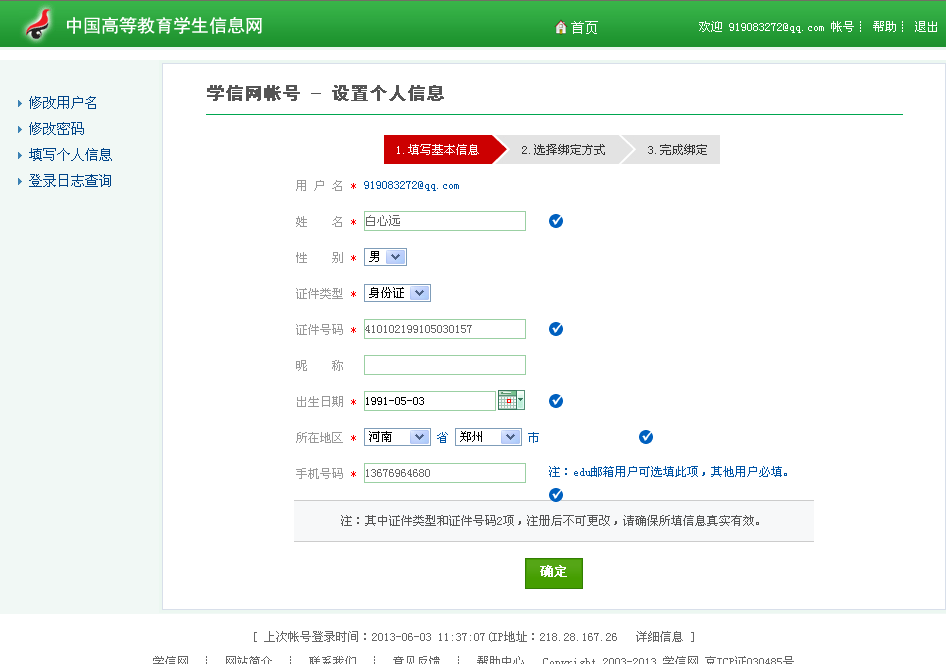 中国高等教育学生信息网
首页
欢迎 919083272@qq.com 帐号┊ 帮助┊ 退出
修改用户名
修改密码
填写个人信息
登录日志查询
学信网帐号 － 设置个人信息
1.填写基本信息 2.选择绑定方式 3.完成绑定
用 户 名 * 919083272@qq.com
姓 名 * 白心远
性 别 * 男
证件类型 * 身份证
证件号码 * 410102199105030157
昵 称
出生日期 * 1991-05-03
所在地区 * 河南 省 郑州 市
手机号码 * 13676964680 注：edu邮箱用户可选填此项，其他用户必填。
注：其中证件类型和证件号码2项，注册后不可更改，请确保所填信息真实有效。
确定
[ 上次帐号登录时间：2013-06-03 11:37:07(IP地址：218.28.167.26 详细信息 ]
学信网 ┊ 网站简介 ┊ 联系我们 ┊ 意见反馈 ┊ 帮助中心 Copyright 2003-2013 学信网 京ICP证030485号